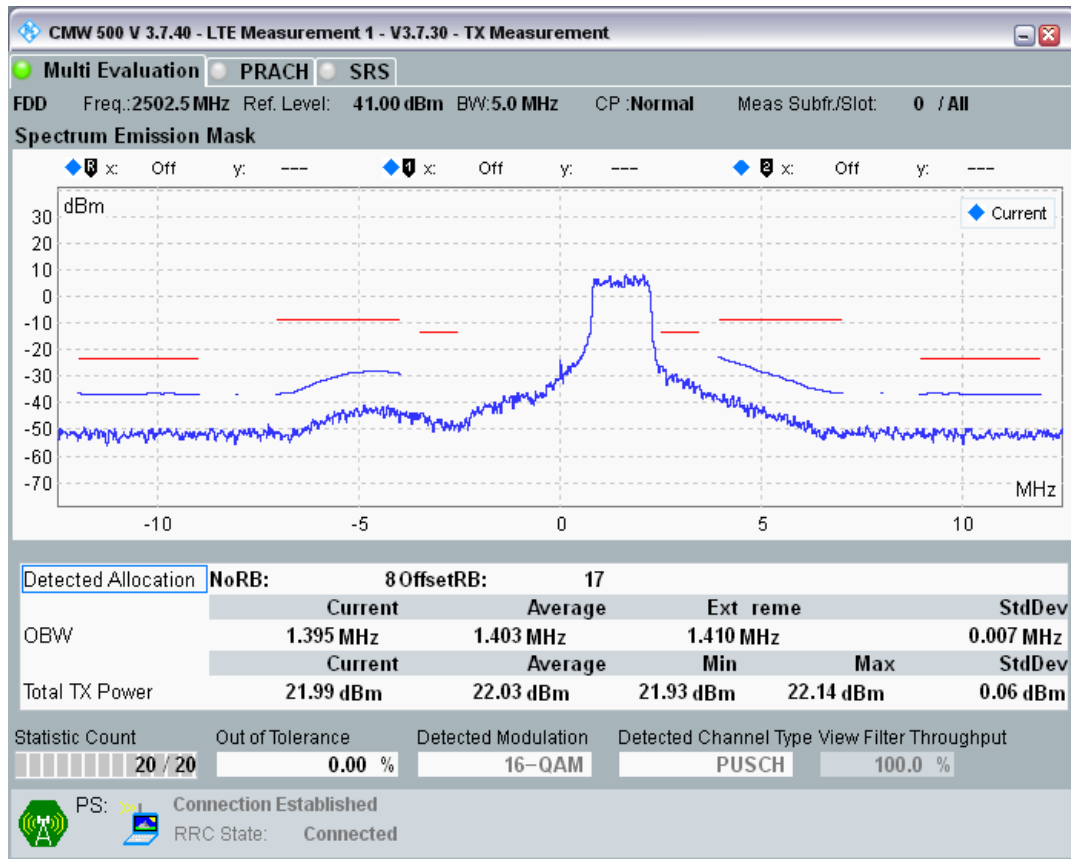 CMW 500 V 3.7.40 - LTE Measurement 1 - V3.7.30 - TX Measurement
Multi Evaluation PRACH SRS
FDD Freq.:2502.5 MHz Ref. Level: 41.00 dBm BW:5.0 MHz CP :Normal Meas Subfr./Slot: 0 / All
Spectrum Emission Mask
R x: Off y: --- 1 x: Off y: --- 2 x: Off y: ---
dBm
Current
30
20
10
0
-10
-20
-30
-40
-50
-60
-70
MHz
-10 -5 0 5 10
Detected Allocation NoRB: 8 OffsetRB: 17
Current Average Ext reme StdDev
OBW 1.395 MHz 1.403 MHz 1.410 MHz 0.007 MHz
Current Average Min Max StdDev
Total TX Power 21.99 dBm 22.03 dBm 21.93 dBm 22.14 dBm 0.06 dBm
Statistic Count Out of Tolerance Detected Modulation Detected Channel Type View Filter Throughput
20 / 20 0.00 % 16-QAM PUSCH 100.0 %
PS: Connection Established
RRC State: Connected